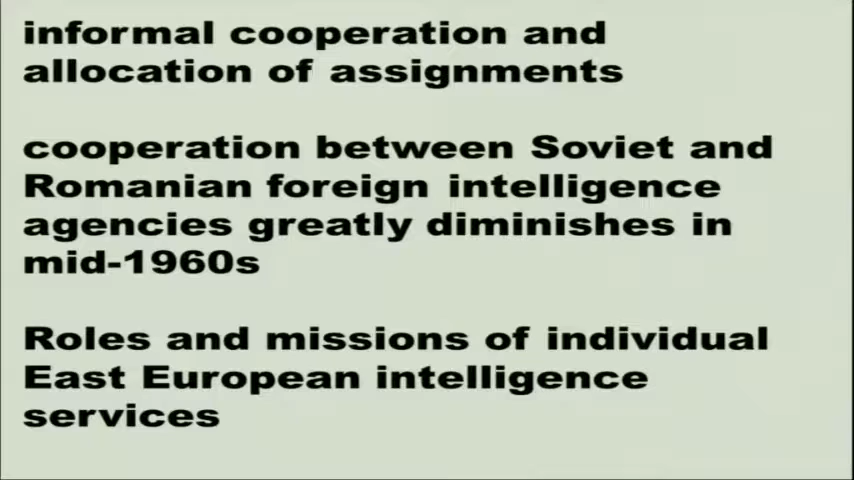 informal cooperation and
allocation of assignments
cooperation between Soviet and
Romanian foreign intelligence
agencies greatly diminishes in
mid-1960s
Roles and missions of individual
East European intelligence
services